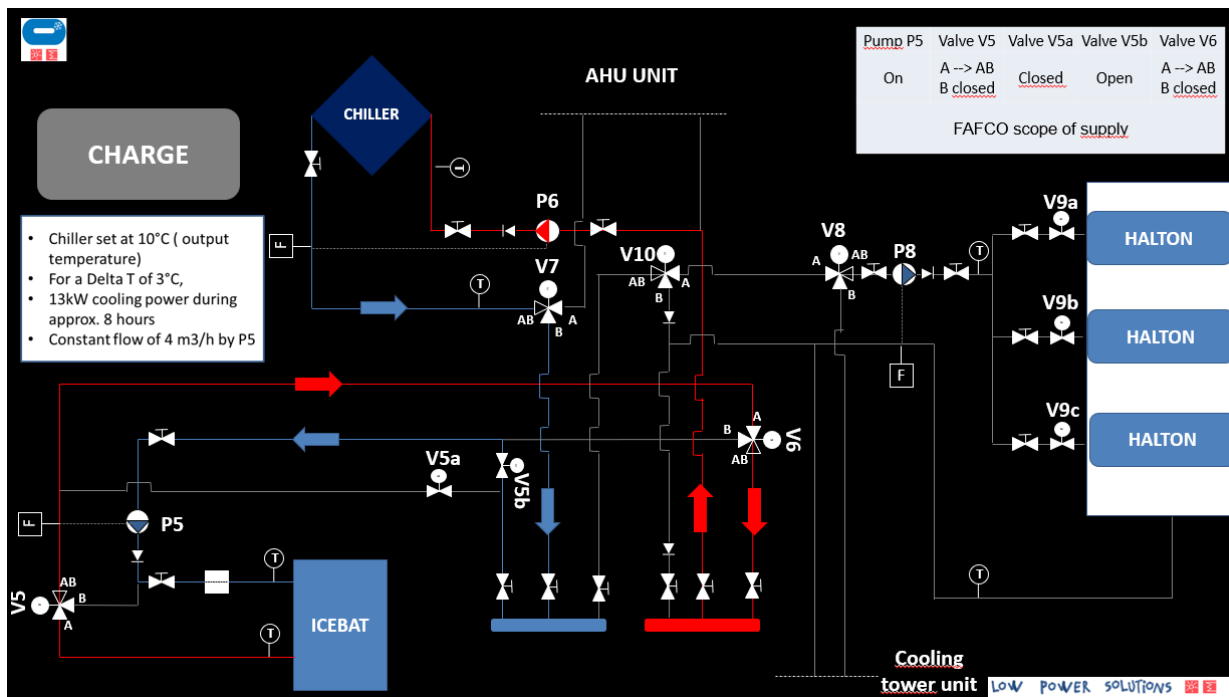 Pump P5 Valve V5 Valve V5a Valve V5b Valve V6
On A --> AB B closed Closed Open A --> AB B closed
FAFCO scope of supply
AHU UNIT
CHILLER
CHARGE
T
P6
F
• Chiller set at 10°C ( output
temperature)
• For a Delta T of 3°C,
• 13kW cooling power during
approx. 8 hours
• Constant flow of 4 m3/h by P5
T
V7
AB
A
B
V10
AB
A
B
V8
A
AB
B
P8
F
T
V9a
HALTON
V9b
HALTON
V9c
HALTON
A
B
AB
V6
V5a
V5b
F
P5
T
AB
B
A
V5
T
ICEBAT
T
Cooling
tower unit
LOW POWER SOLUTIONS